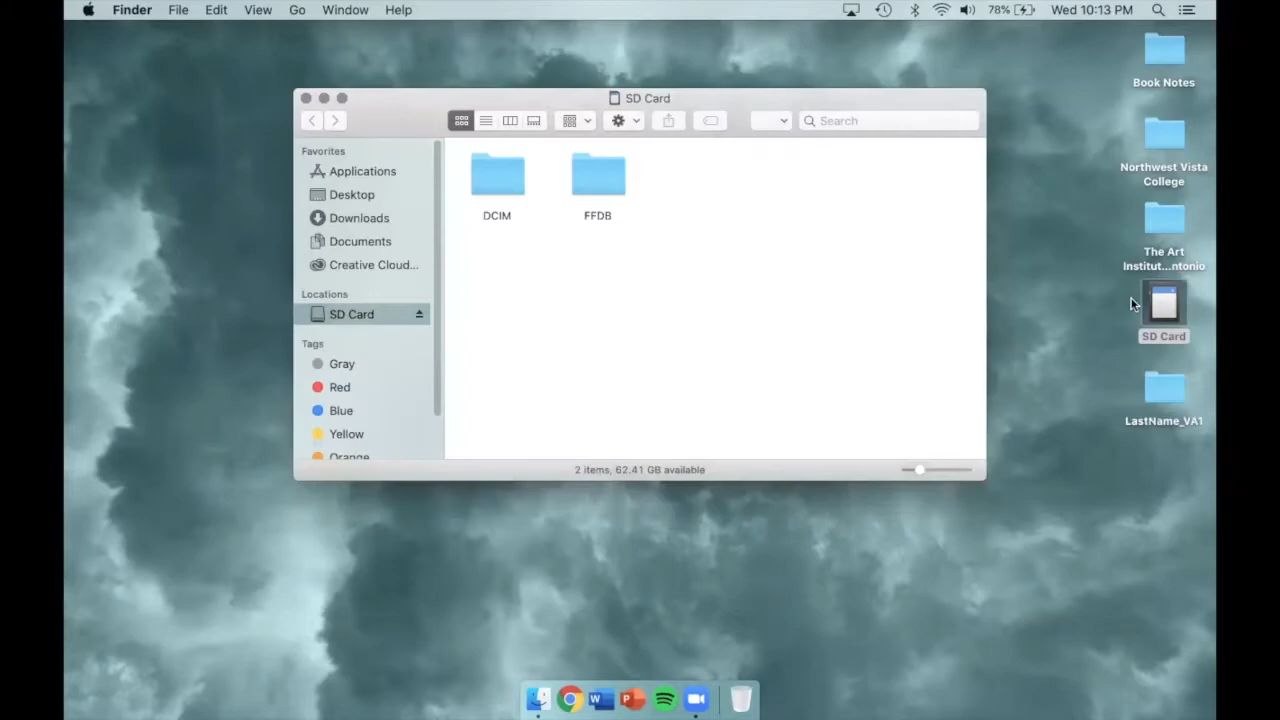 Finder File Edit View Go Window Help 78% Wed 10:13 PM
Book Notes
Northwest Vista
College
The Art
Institut...ntonio
SD Card
LastName_VA1
SD Card
Search
Favorites
Applications
Desktop
Downloads
Documents
Creative Cloud...
Locations
SD Card
Tags
Gray
Red
Blue
Yellow
Orange
DCIM FFDB
2 items, 62.41 GB available